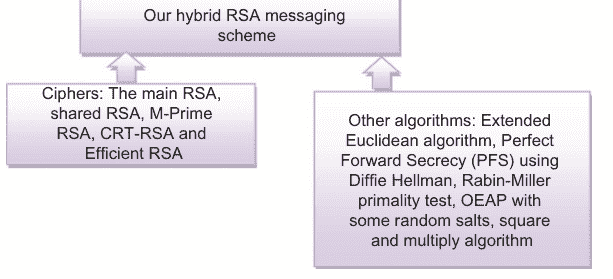 Our hybrid RSA messaging
scheme
Ciphers: The main RSA,
shared RSA, M-Prime
RSA, CRT-RSA and
Efficient RSA
Other algorithms: Extended
Euclidean algorithm, Perfect
Forward Secrecy (PFS) using
Diffie Hellman, Rabin-Miller
primality test, OEAP with
some random salts, square
and multiply algorithm